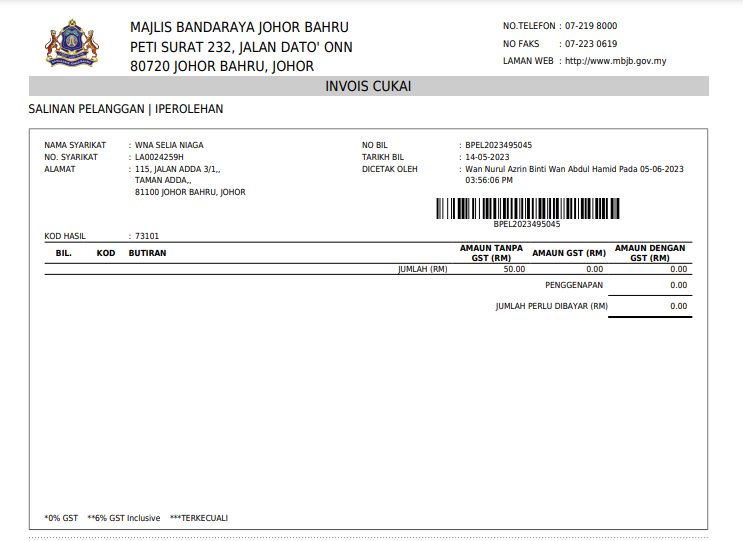 MAJLIS BANDARAYA JOHOR BAHRU
PETI SURAT 232, JALAN DATO' ONN
80720 JOHOR BAHRU, JOHOR
NO.TELEFON : 07-219 8000
NO FAKS : 07-223 0619
LAMAN WEB : http://www.mbjb.gov.my
INVOIS CUKAI
SALINAN PELANGGAN | IPEROLEHAN
NAMA SYARIKAT : WNA SELIA NIAGA
NO. SYARIKAT : LA0024259H
ALAMAT : 115, JALAN ADDA 3/1,,
TAMAN ADDA,,
81100 JOHOR BAHRU, JOHOR
NO BIL : BPEL2023495045
TARIKH BIL : 14-05-2023
DICETAK OLEH : Wan Nurul Azrin Binti Wan Abdul Hamid Pada 05-06-2023
03:56:06 PM
BPEL2023495045
KOD HASIL : 73101
BIL. KOD BUTIRAN AMAUN TANPA GST (RM) AMAUN GST (RM) AMAUN DENGAN GST (RM)
JUMLAH (RM) 50.00 0.00 0.00
PENGGENAPAN 0.00
JUMLAH PERLU DIBAYAR (RM) 0.00
*0% GST **6% GST Inclusive ***TERKECUALI